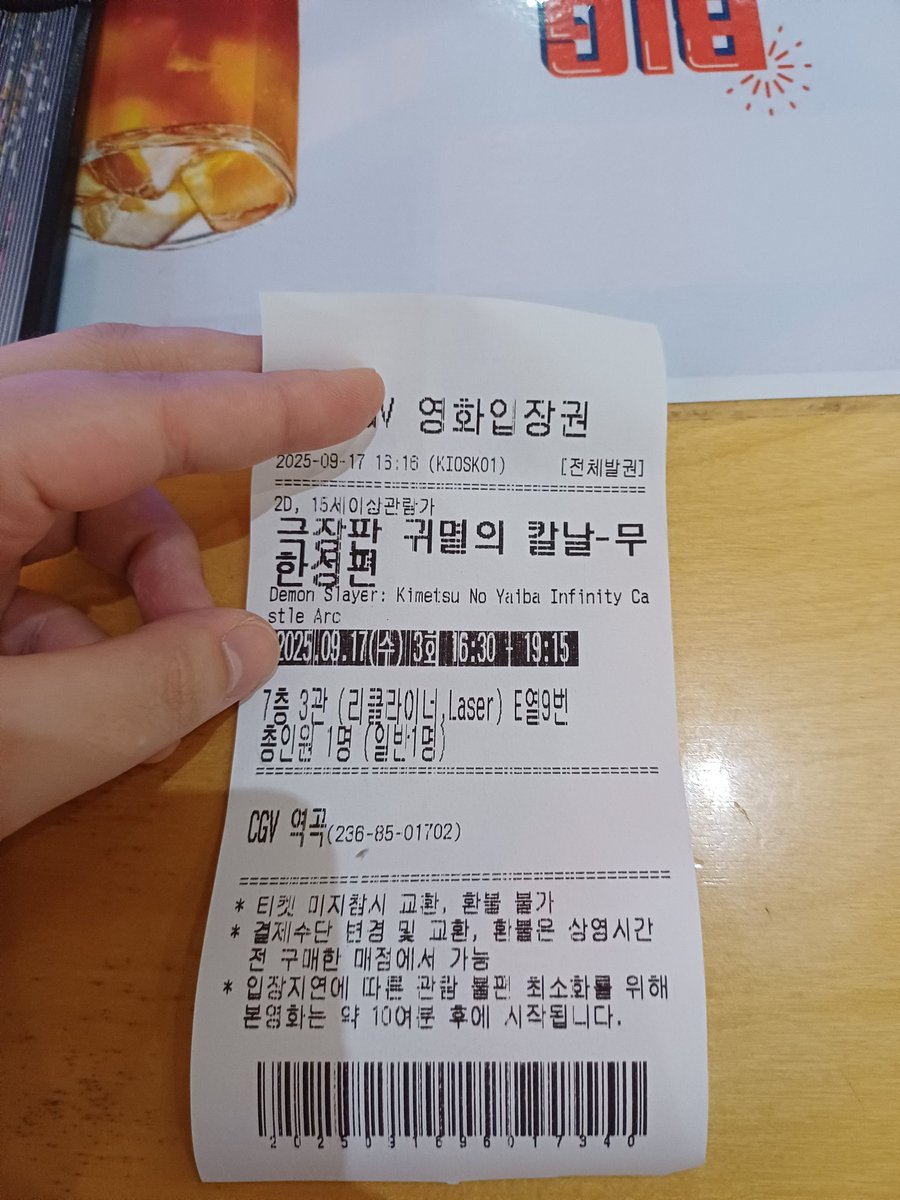 BIG
영화입장권
2025-09-17 16:16 (KIOSK01) [전체발권]
2D, 15세이상관람가
극장판 귀멸의 칼날-무
한성편
Demon Slayer: Kimetsu No Yaiba Infinity Ca
stle Arc
2025.09.17(수) 3회 16:30 - 19:15
7층 3관 (리클라이너,Laser) E열9번
총인원 1명 (일반1명)
CGV 역곡(236-85-01702)
* 티켓 미지참시 교환, 환불 불가
* 결제수단 변경 및 교환, 환불은 상영시간
전 구매한 매점에서 가능
* 입장지연에 따른 관람 불편 최소화를 위해
본영화는 약 10여분 후에 시작됩니다.